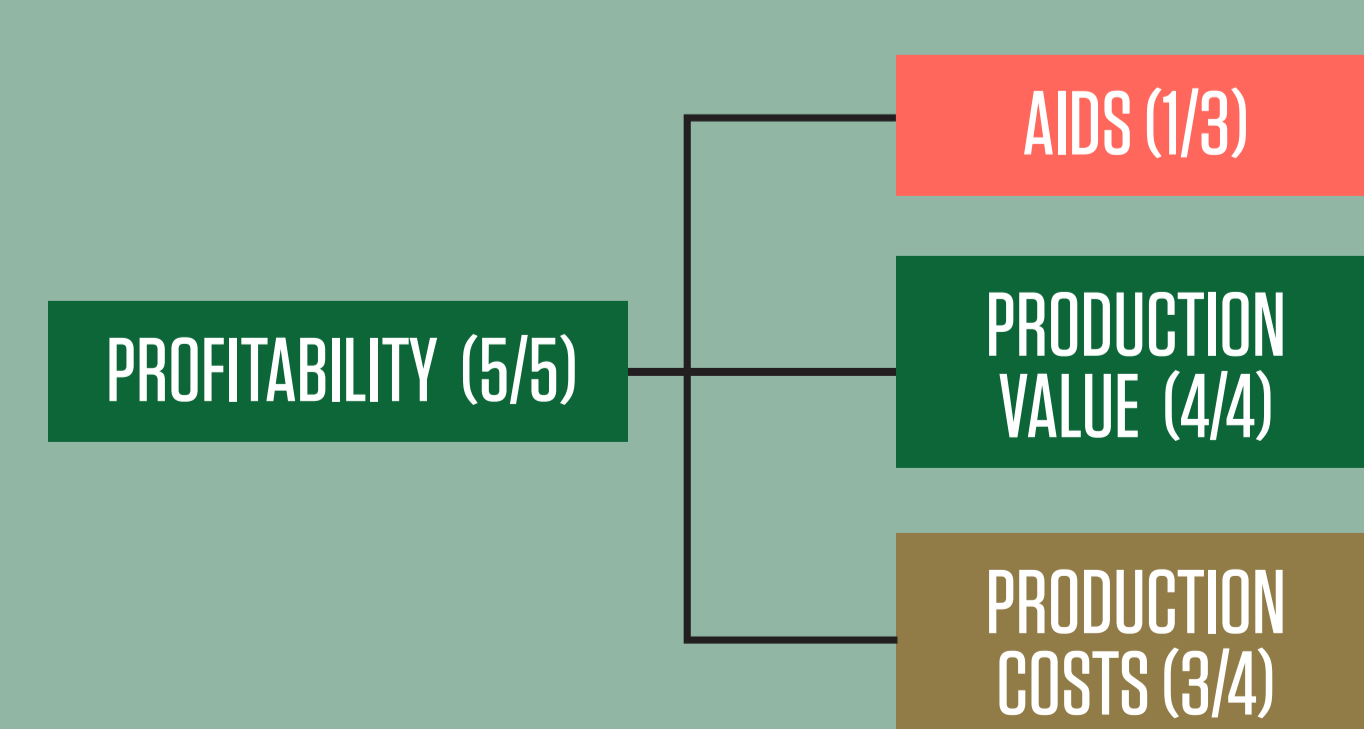 AIDS (1/3)
PROFITABILITY (5/5)
PRODUCTION
VALUE (4/4)
PRODUCTION
COSTS (3/4)